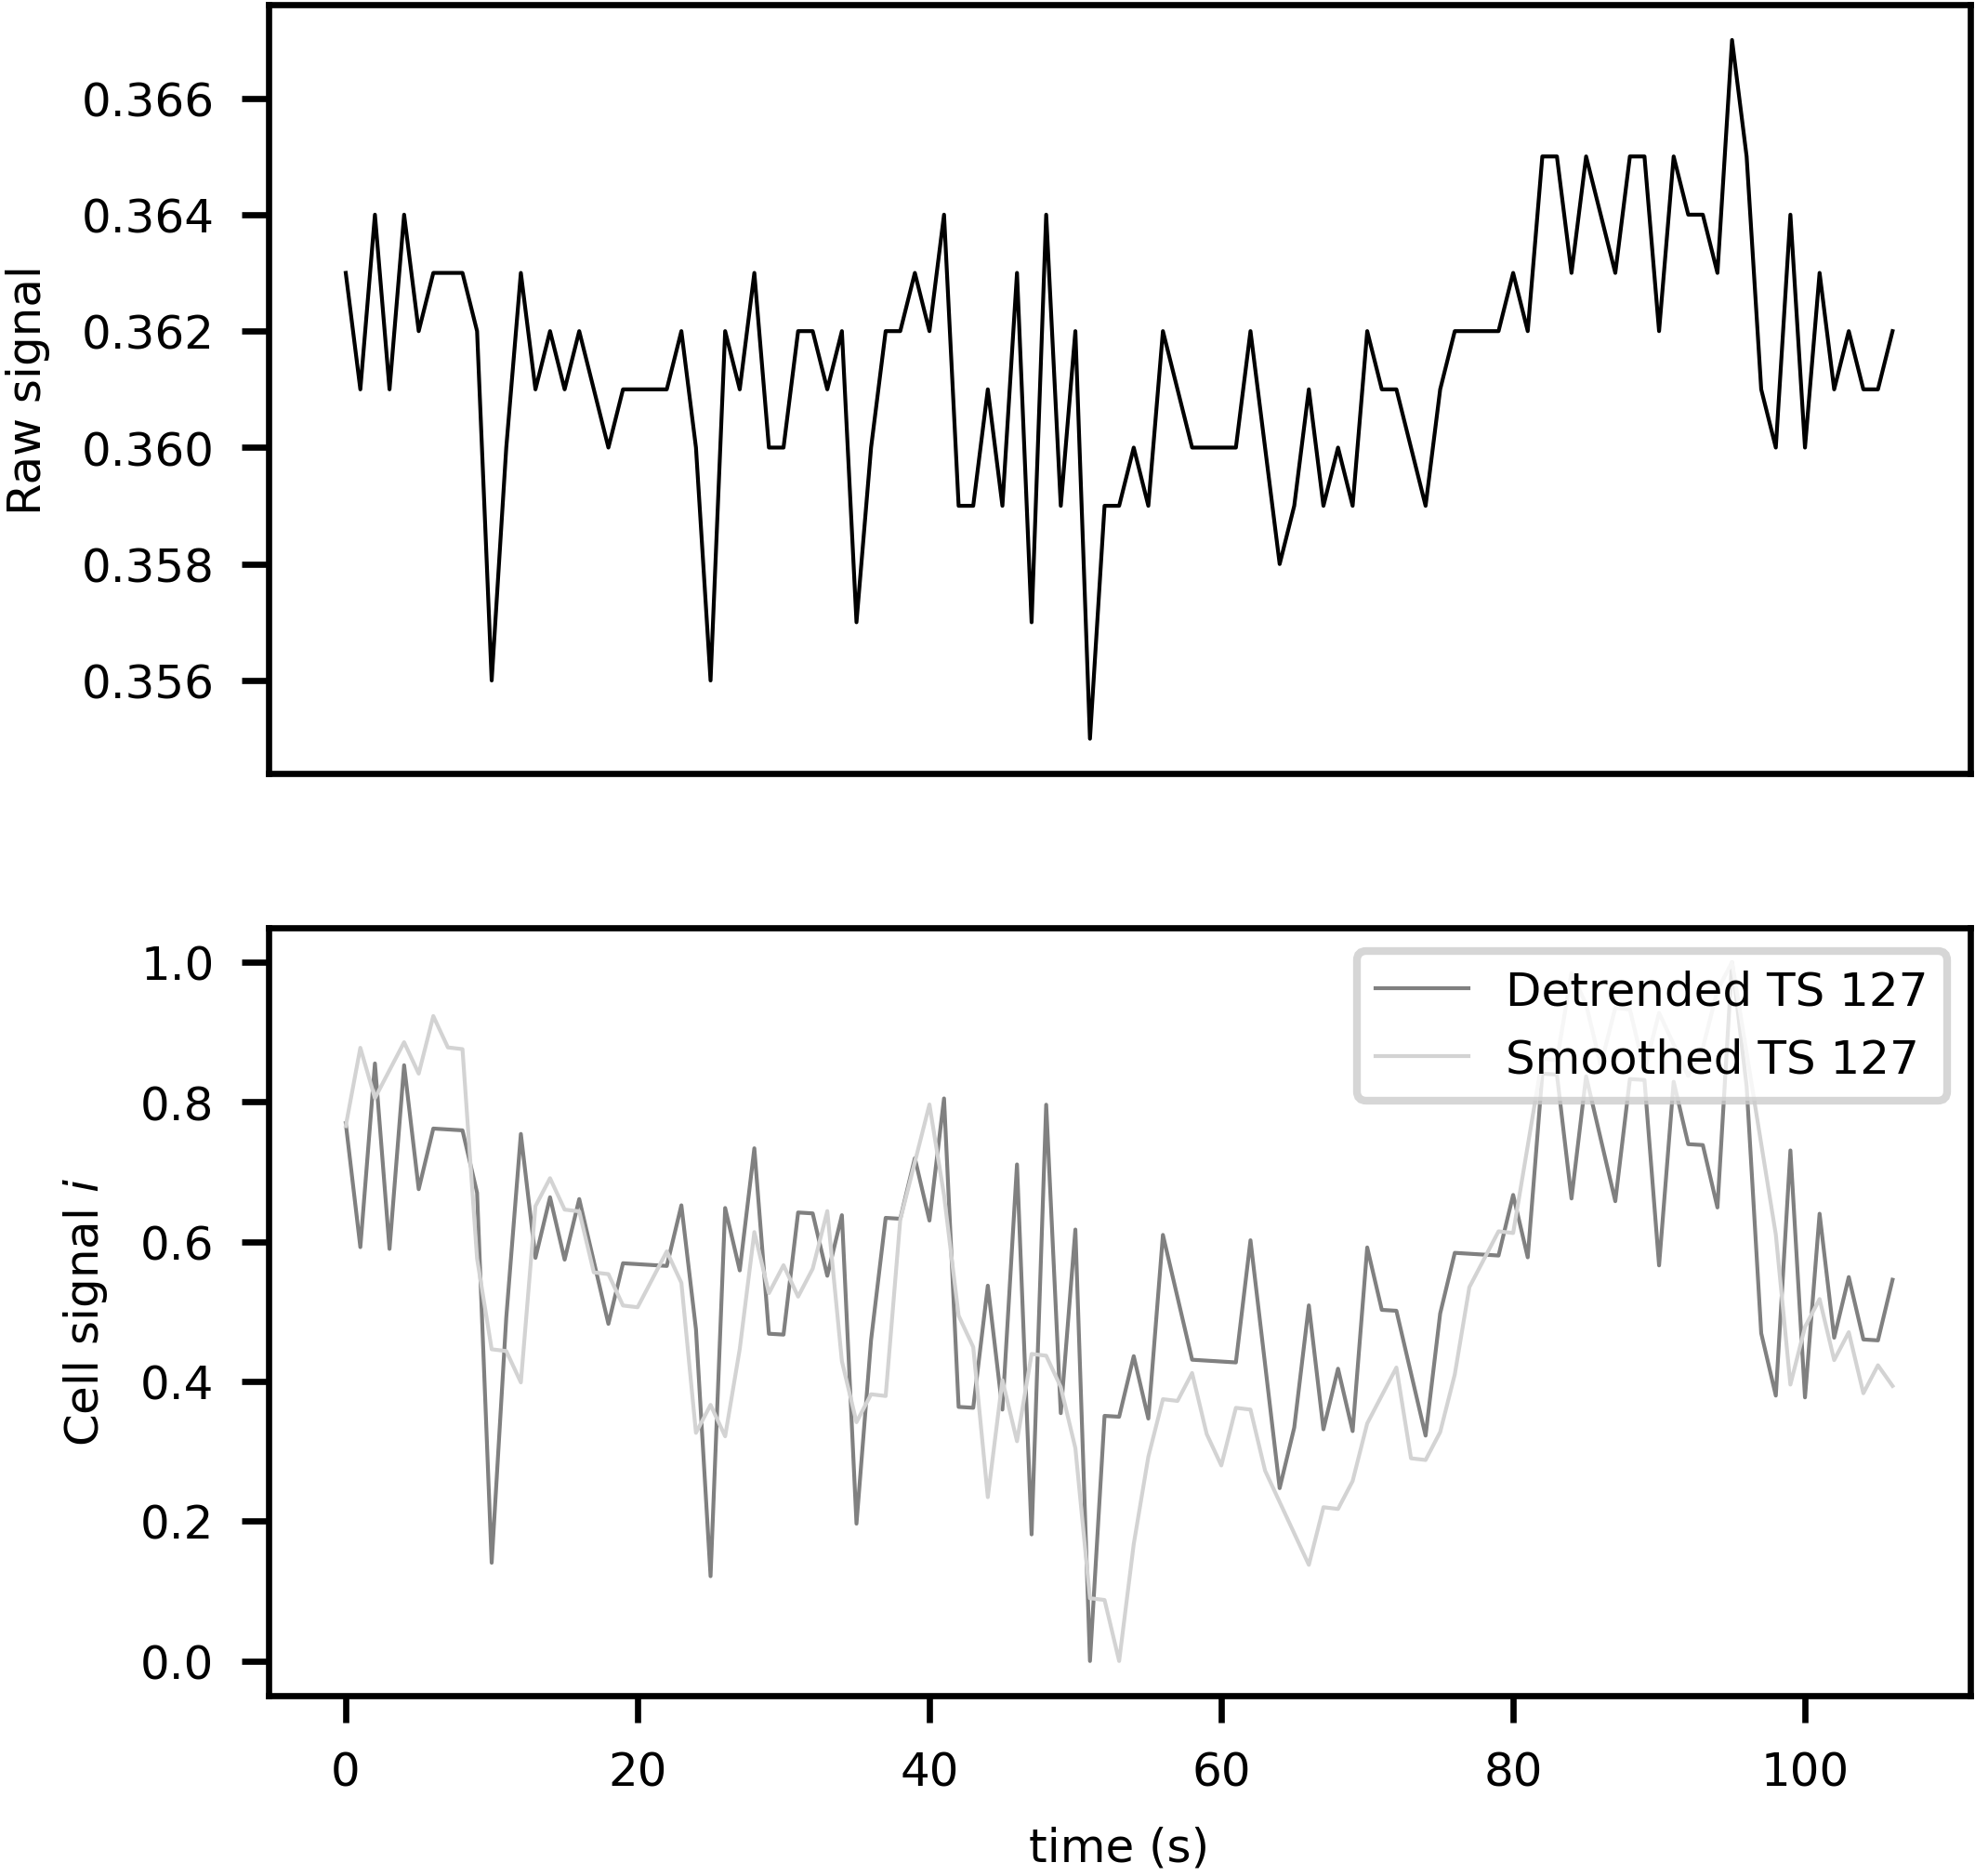 Raw signal
0.366
0.364
0.362
0.360
0.358
0.356
Cell signal i
1.0
0.8
0.6
0.4
0.2
0.0
Detrended TS 127
Smoothed TS 127
0 20 40 60 80 100
time (s)